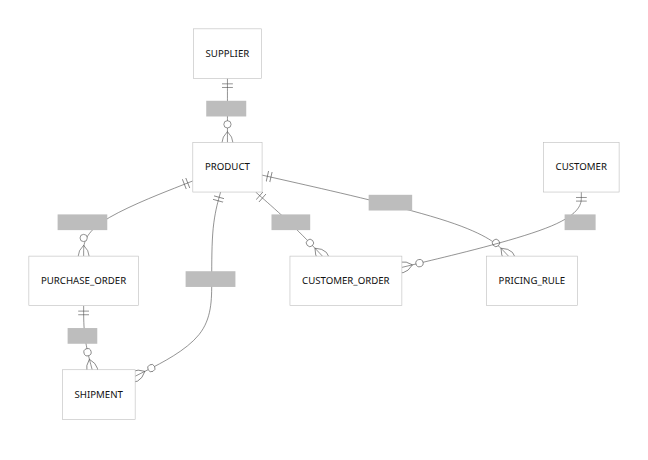 SUPPLIER
PRODUCT
CUSTOMER
PURCHASE_ORDER
CUSTOMER_ORDER
PRICING_RULE
SHIPMENT